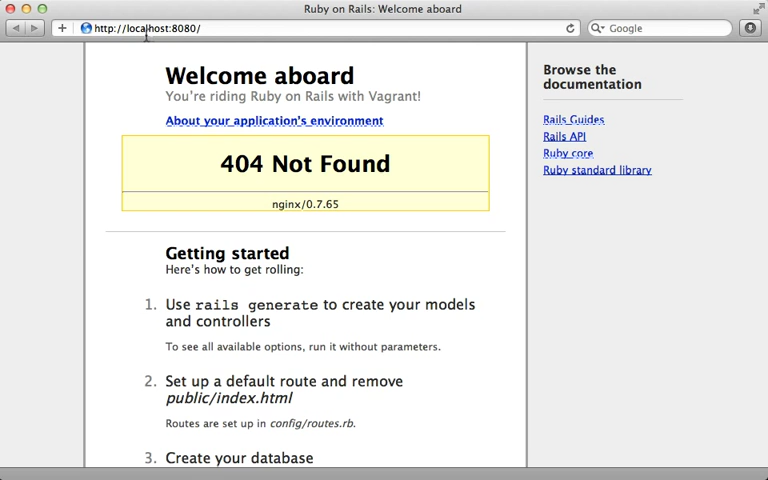 Ruby on Rails: Welcome aboard
http://localhost:8080/
Google
Welcome aboard
You're riding Ruby on Rails with Vagrant!
About your application's environment
404 Not Found
nginx/0.7.65
Getting started
Here's how to get rolling:
1. Use rails generate to create your models
and controllers
To see all available options, run it without parameters.
2. Set up a default route and remove
public/index.html
Routes are set up in config/routes.rb.
3. Create your database
Browse the
documentation
Rails Guides
Rails API
Ruby core
Ruby standard library